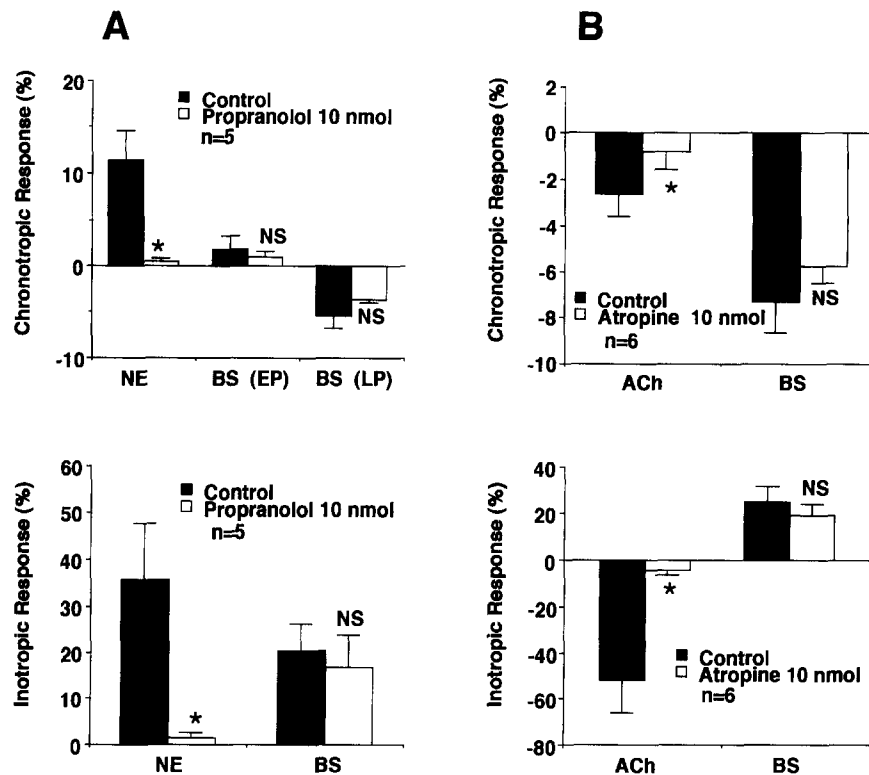 A
Chronotropic Response (%)
20
10
0
-10
Control
Propranolol 10 nmol
n=5
*
NS
NS
NE
BS (EP)
BS (LP)
B
Chronotropic Response (%)
2
0
-2
-4
-6
-8
-10
*
NS
Control
Atropine 10 nmol
n=6
ACh
BS
Inotropic Response (%)
60
50
40
30
20
10
0
Control
Propranolol 10 nmol
n=5
*
NS
NE
BS
Inotropic Response (%)
40
20
0
-20
-40
-60
-80
NS
*
Control
Atropine 10 nmol
n=6
ACh
BS